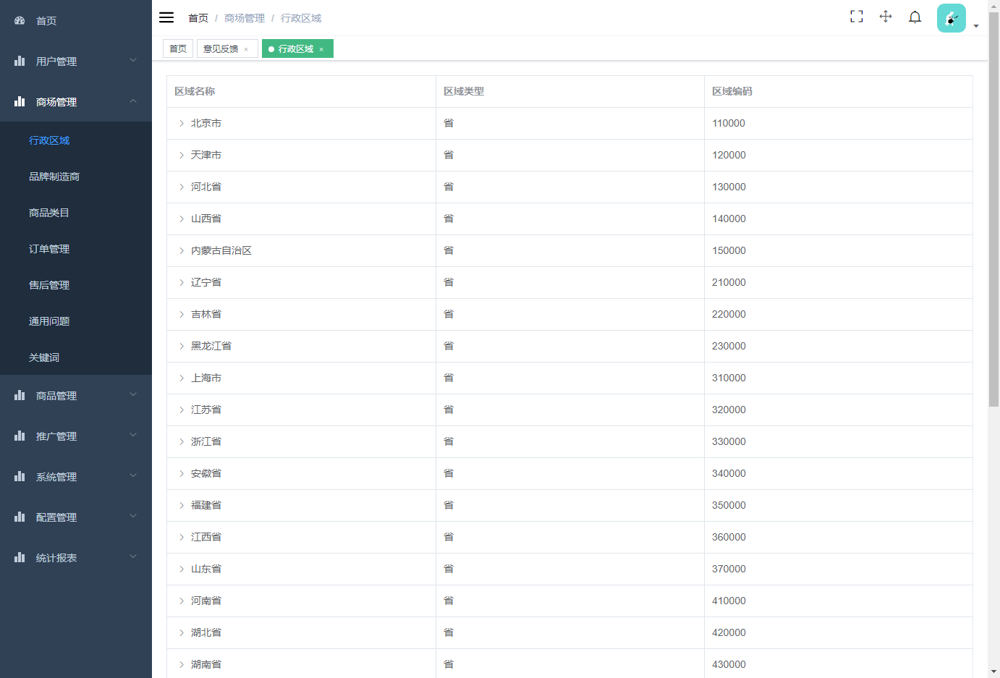 首页
用户管理
商场管理
行政区域
品牌制造商
商品类目
订单管理
售后管理
通用问题
关键词
商品管理
推广管理
系统管理
配置管理
统计报表
首页 / 商场管理 / 行政区域
首页 意见反馈 × 行政区域 ×
区域名称 区域类型 区域编码
北京市 省 110000
天津市 省 120000
河北省 省 130000
山西省 省 140000
内蒙古自治区 省 150000
辽宁省 省 210000
吉林省 省 220000
黑龙江省 省 230000
上海市 省 310000
江苏省 省 320000
浙江省 省 330000
安徽省 省 340000
福建省 省 350000
江西省 省 360000
山东省 省 370000
河南省 省 410000
湖北省 省 420000
湖南省 省 430000